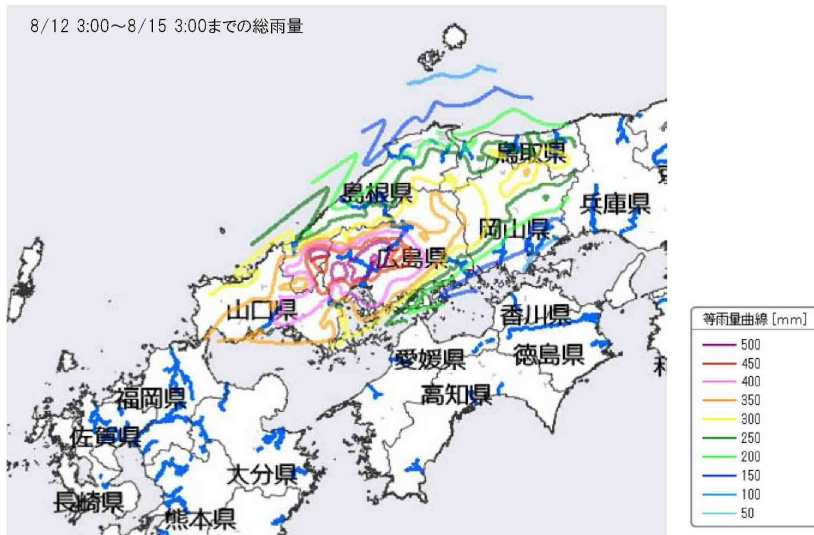 8/12 3:00～8/15 3:00までの総雨量
鳥取県
島根県
兵庫県
岡山県
広島県
山口県
香川県
徳島県
愛媛県
高知県
福岡県
佐賀県
大分県
長崎県
熊本県
等雨量曲線 [mm]
500
450
400
350
300
250
200
150
100
50